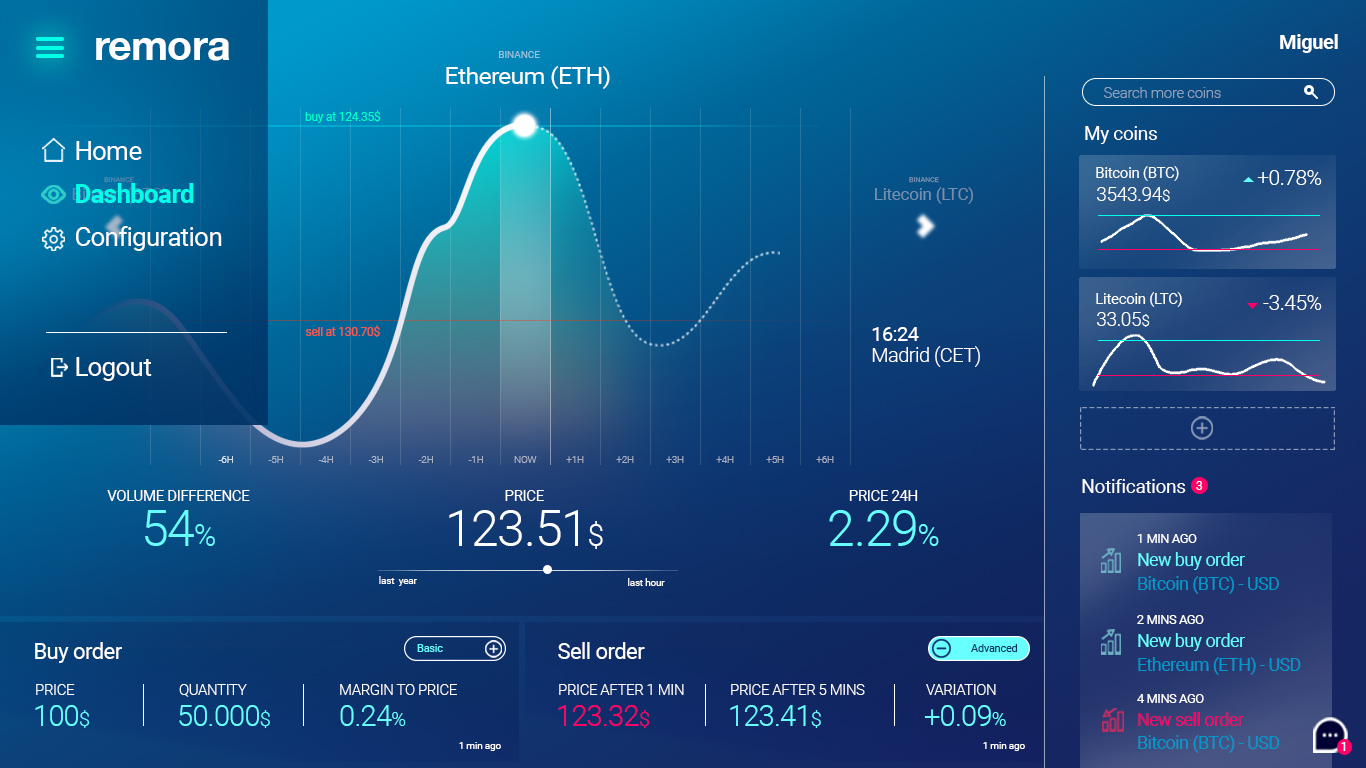 remora
Home
Dashboard
Configuration
Logout
BINANCE
Ethereum (ETH)
buy at 124.35$
sell at 130.70$
BINANCE
BINANCE
Litecoin (LTC)
16:24
Madrid (CET)
-6H -5H -4H -3H -2H -1H NOW +1H +2H +3H +4H +5H +6H
VOLUME DIFFERENCE
54%
PRICE
123.51$
last year
last hour
PRICE 24H
2.29%
Buy order
Basic
PRICE
100$
QUANTITY
50.000$
MARGIN TO PRICE
0.24%
1 min ago
Sell order
Advanced
PRICE AFTER 1 MIN
123.32$
PRICE AFTER 5 MINS
123.41$
VARIATION
+0.09%
1 min ago
Miguel
Search more coins
My coins
Bitcoin (BTC)
3543.94$
+0.78%
Litecoin (LTC)
33.05$
-3.45%
Notifications 3
1 MIN AGO
New buy order
Bitcoin (BTC) - USD
2 MINS AGO
New buy order
Ethereum (ETH) - USD
4 MINS AGO
New sell order
Bitcoin (BTC) - USD
1